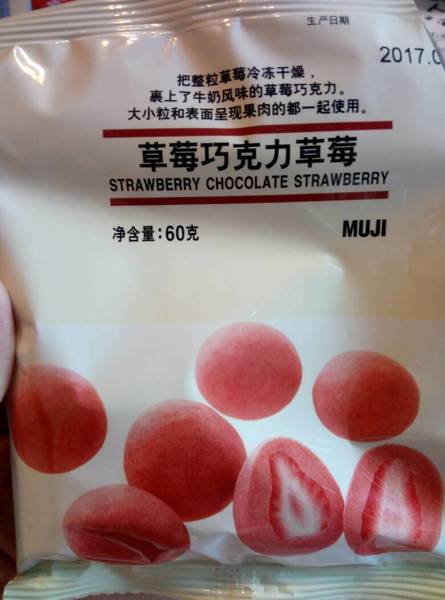 生产日期
2017.0
把整粒草莓冷冻干燥，
裹上了牛奶风味的草莓巧克力。
大小粒和表面呈现果肉的都一起使用。
草莓巧克力草莓
STRAWBERRY CHOCOLATE STRAWBERRY
净含量：60克
MUJI